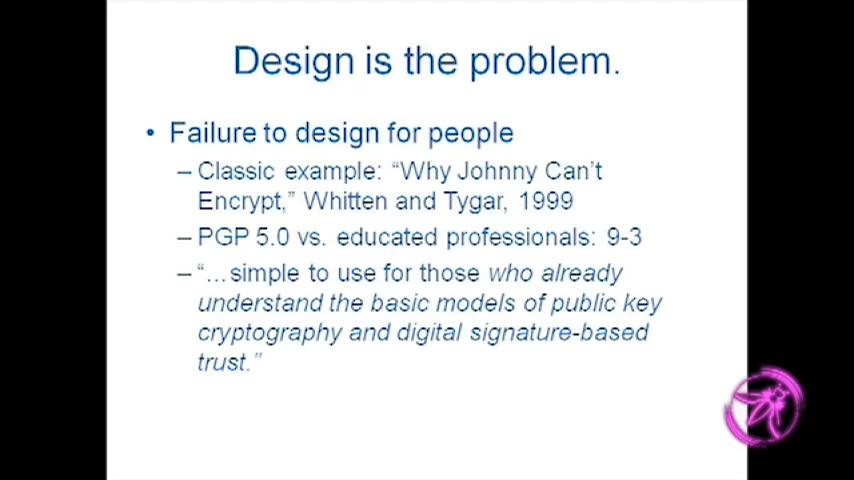 Design is the problem.
• Failure to design for people
– Classic example: “Why Johnny Can’t
Encrypt,” Whitten and Tygar, 1999
– PGP 5.0 vs. educated professionals: 9-3
– “…simple to use for those who already
understand the basic models of public key
cryptography and digital signature-based
trust.”